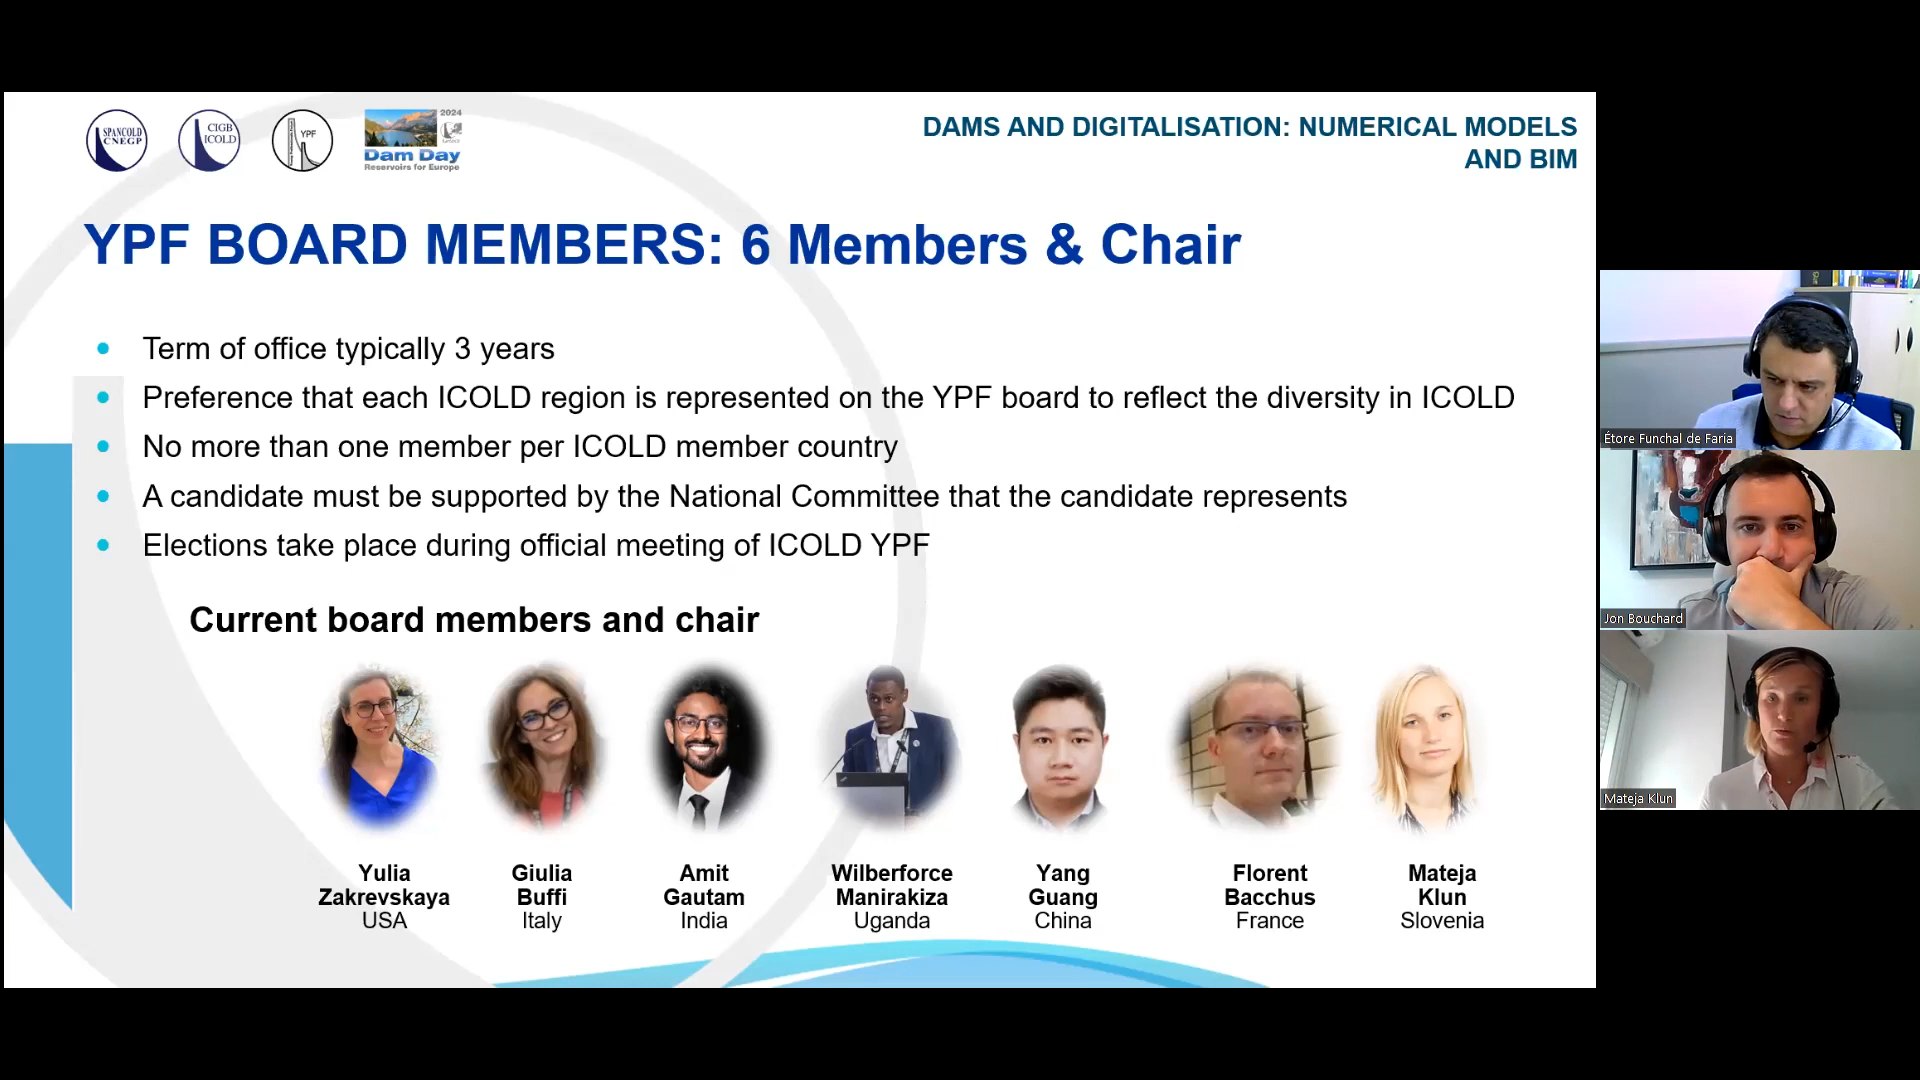 SPANCOLD
CNEGP
CIGB
ICOLD
YPF
2024
Dam Day
Reservoirs for Europe
DAMS AND DIGITALISATION: NUMERICAL MODELS
AND BIM
YPF BOARD MEMBERS: 6 Members & Chair
• Term of office typically 3 years
• Preference that each ICOLD region is represented on the YPF board to reflect the diversity in ICOLD
• No more than one member per ICOLD member country
• A candidate must be supported by the National Committee that the candidate represents
• Elections take place during official meeting of ICOLD YPF
Current board members and chair
Yulia
Zakrevskaya
USA
Giulia
Buffi
Italy
Amit
Gautam
India
Wilberforce
Manirakiza
Uganda
Yang
Guang
China
Florent
Bacchus
France
Mateja
Klun
Slovenia
Étore Funchal de Faria
Jon Bouchard
Mateja Klun